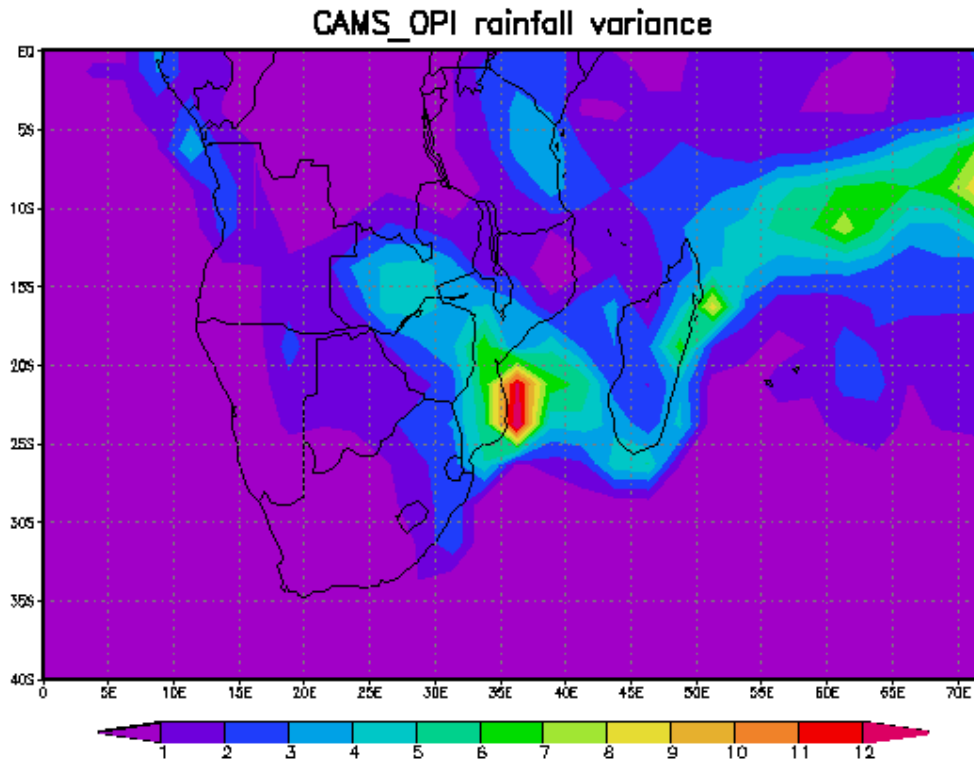 CAMS_OPI rainfall variance
EQ
5S
10S
15S
20S
25S
30S
35S
40S
0 5E 10E 15E 20E 25E 30E 35E 40E 45E 50E 55E 60E 65E 70E
1 2 3 4 5 6 7 8 9 10 11 12